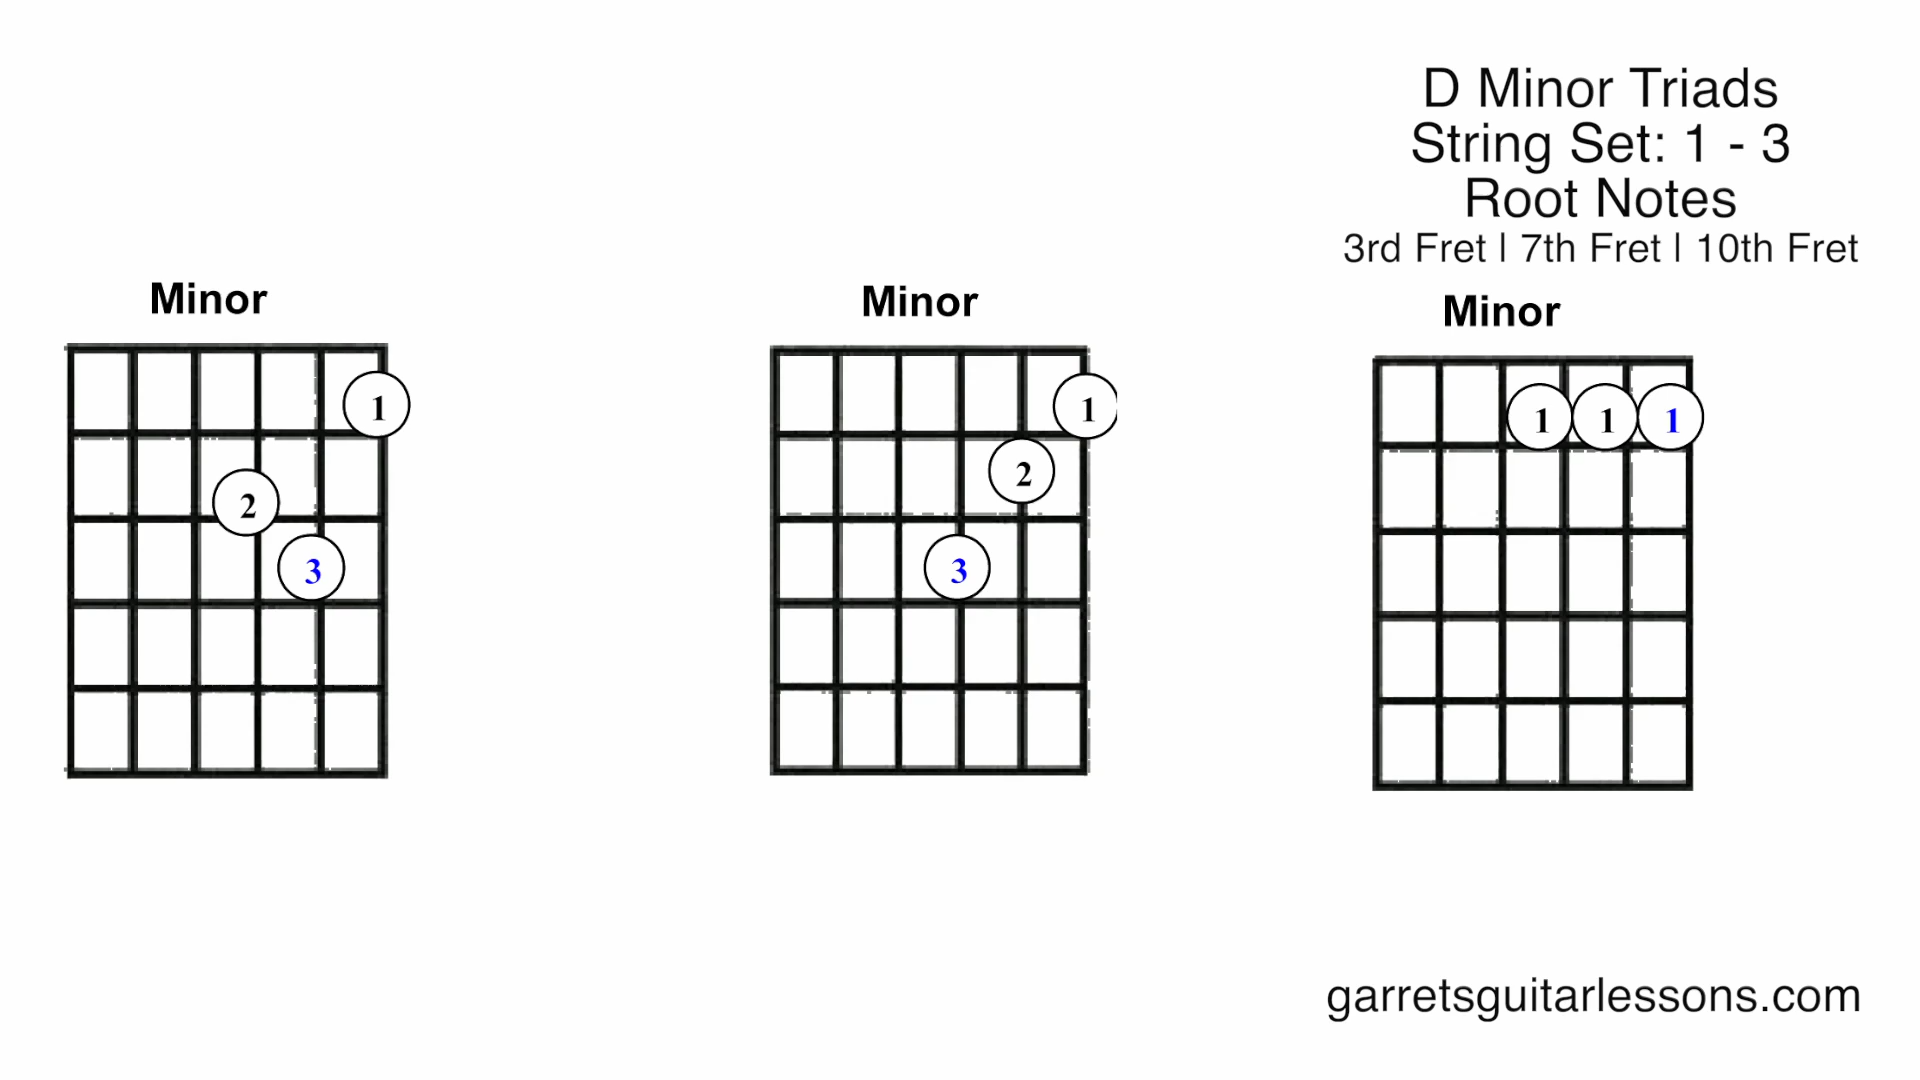 D Minor Triads
String Set: 1 - 3
Root Notes
3rd Fret | 7th Fret | 10th Fret
Minor
1
2
3
Minor
1
2
3
Minor
1 1 1
garretsguitarlessons.com